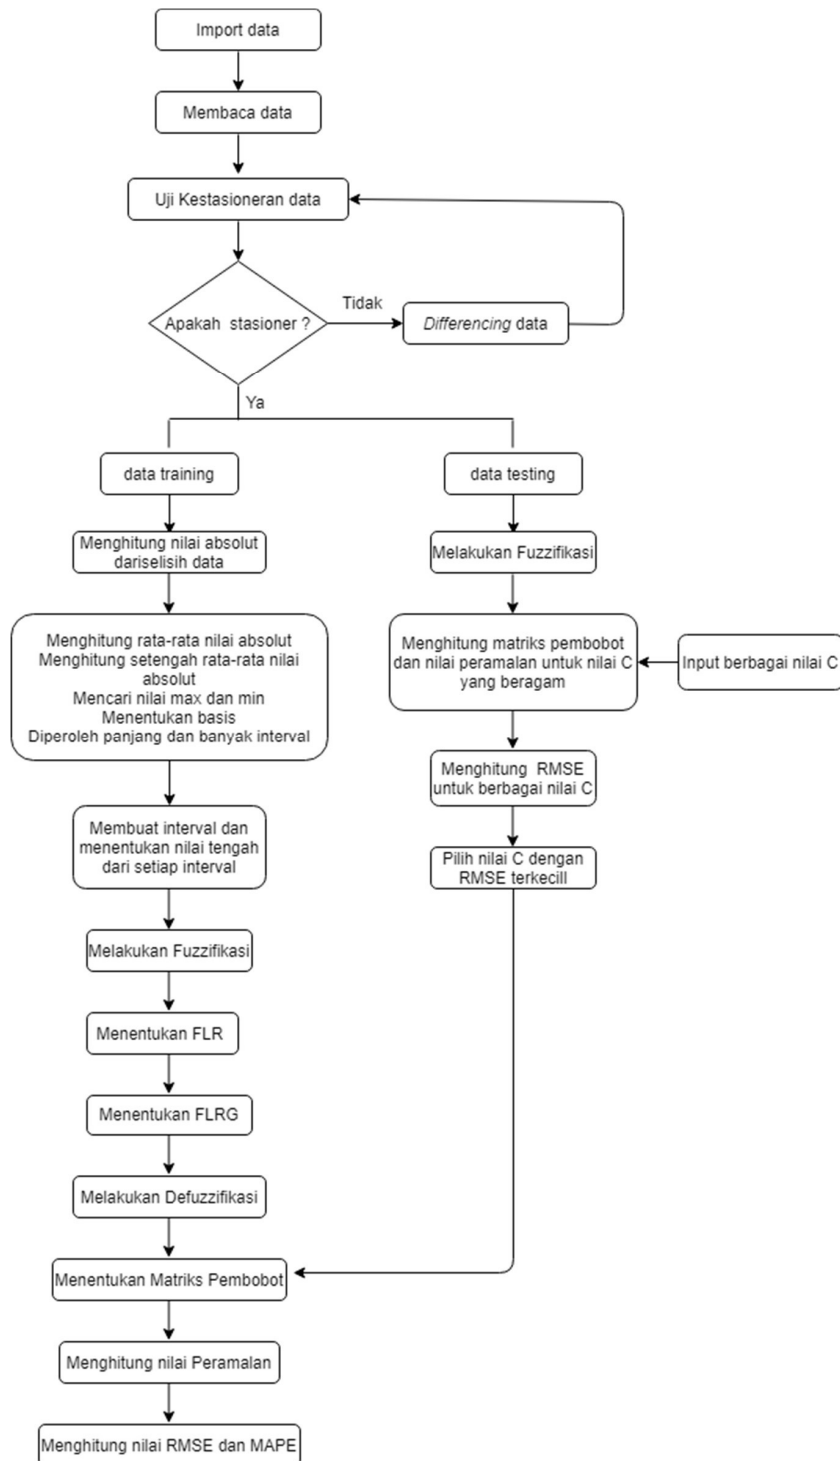 Import data
Membaca data
Uji Kestasioneran data
Apakah stasioner ?
Tidak
Differencing data
Ya
data training
data testing
Menghitung nilai absolut
dariselisih data
Melakukan Fuzzifikasi
Menghitung rata-rata nilai absolut
Menghitung setengah rata-rata nilai
absolut
Mencari nilai max dan min
Menentukan basis
Diperoleh panjang dan banyak interval
Menghitung matriks pembobot
dan nilai peramalan untuk nilai C
yang beragam
Input berbagai nilai C
Menghitung RMSE
untuk berbagai nilai C
Membuat interval dan
menentukan nilai tengah
dari setiap interval
Pilih nilai C dengan
RMSE terkecill
Melakukan Fuzzifikasi
Menentukan FLR
Menentukan FLRG
Melakukan Defuzzifikasi
Menentukan Matriks Pembobot
Menghitung nilai Peramalan
Menghitung nilai RMSE dan MAPE